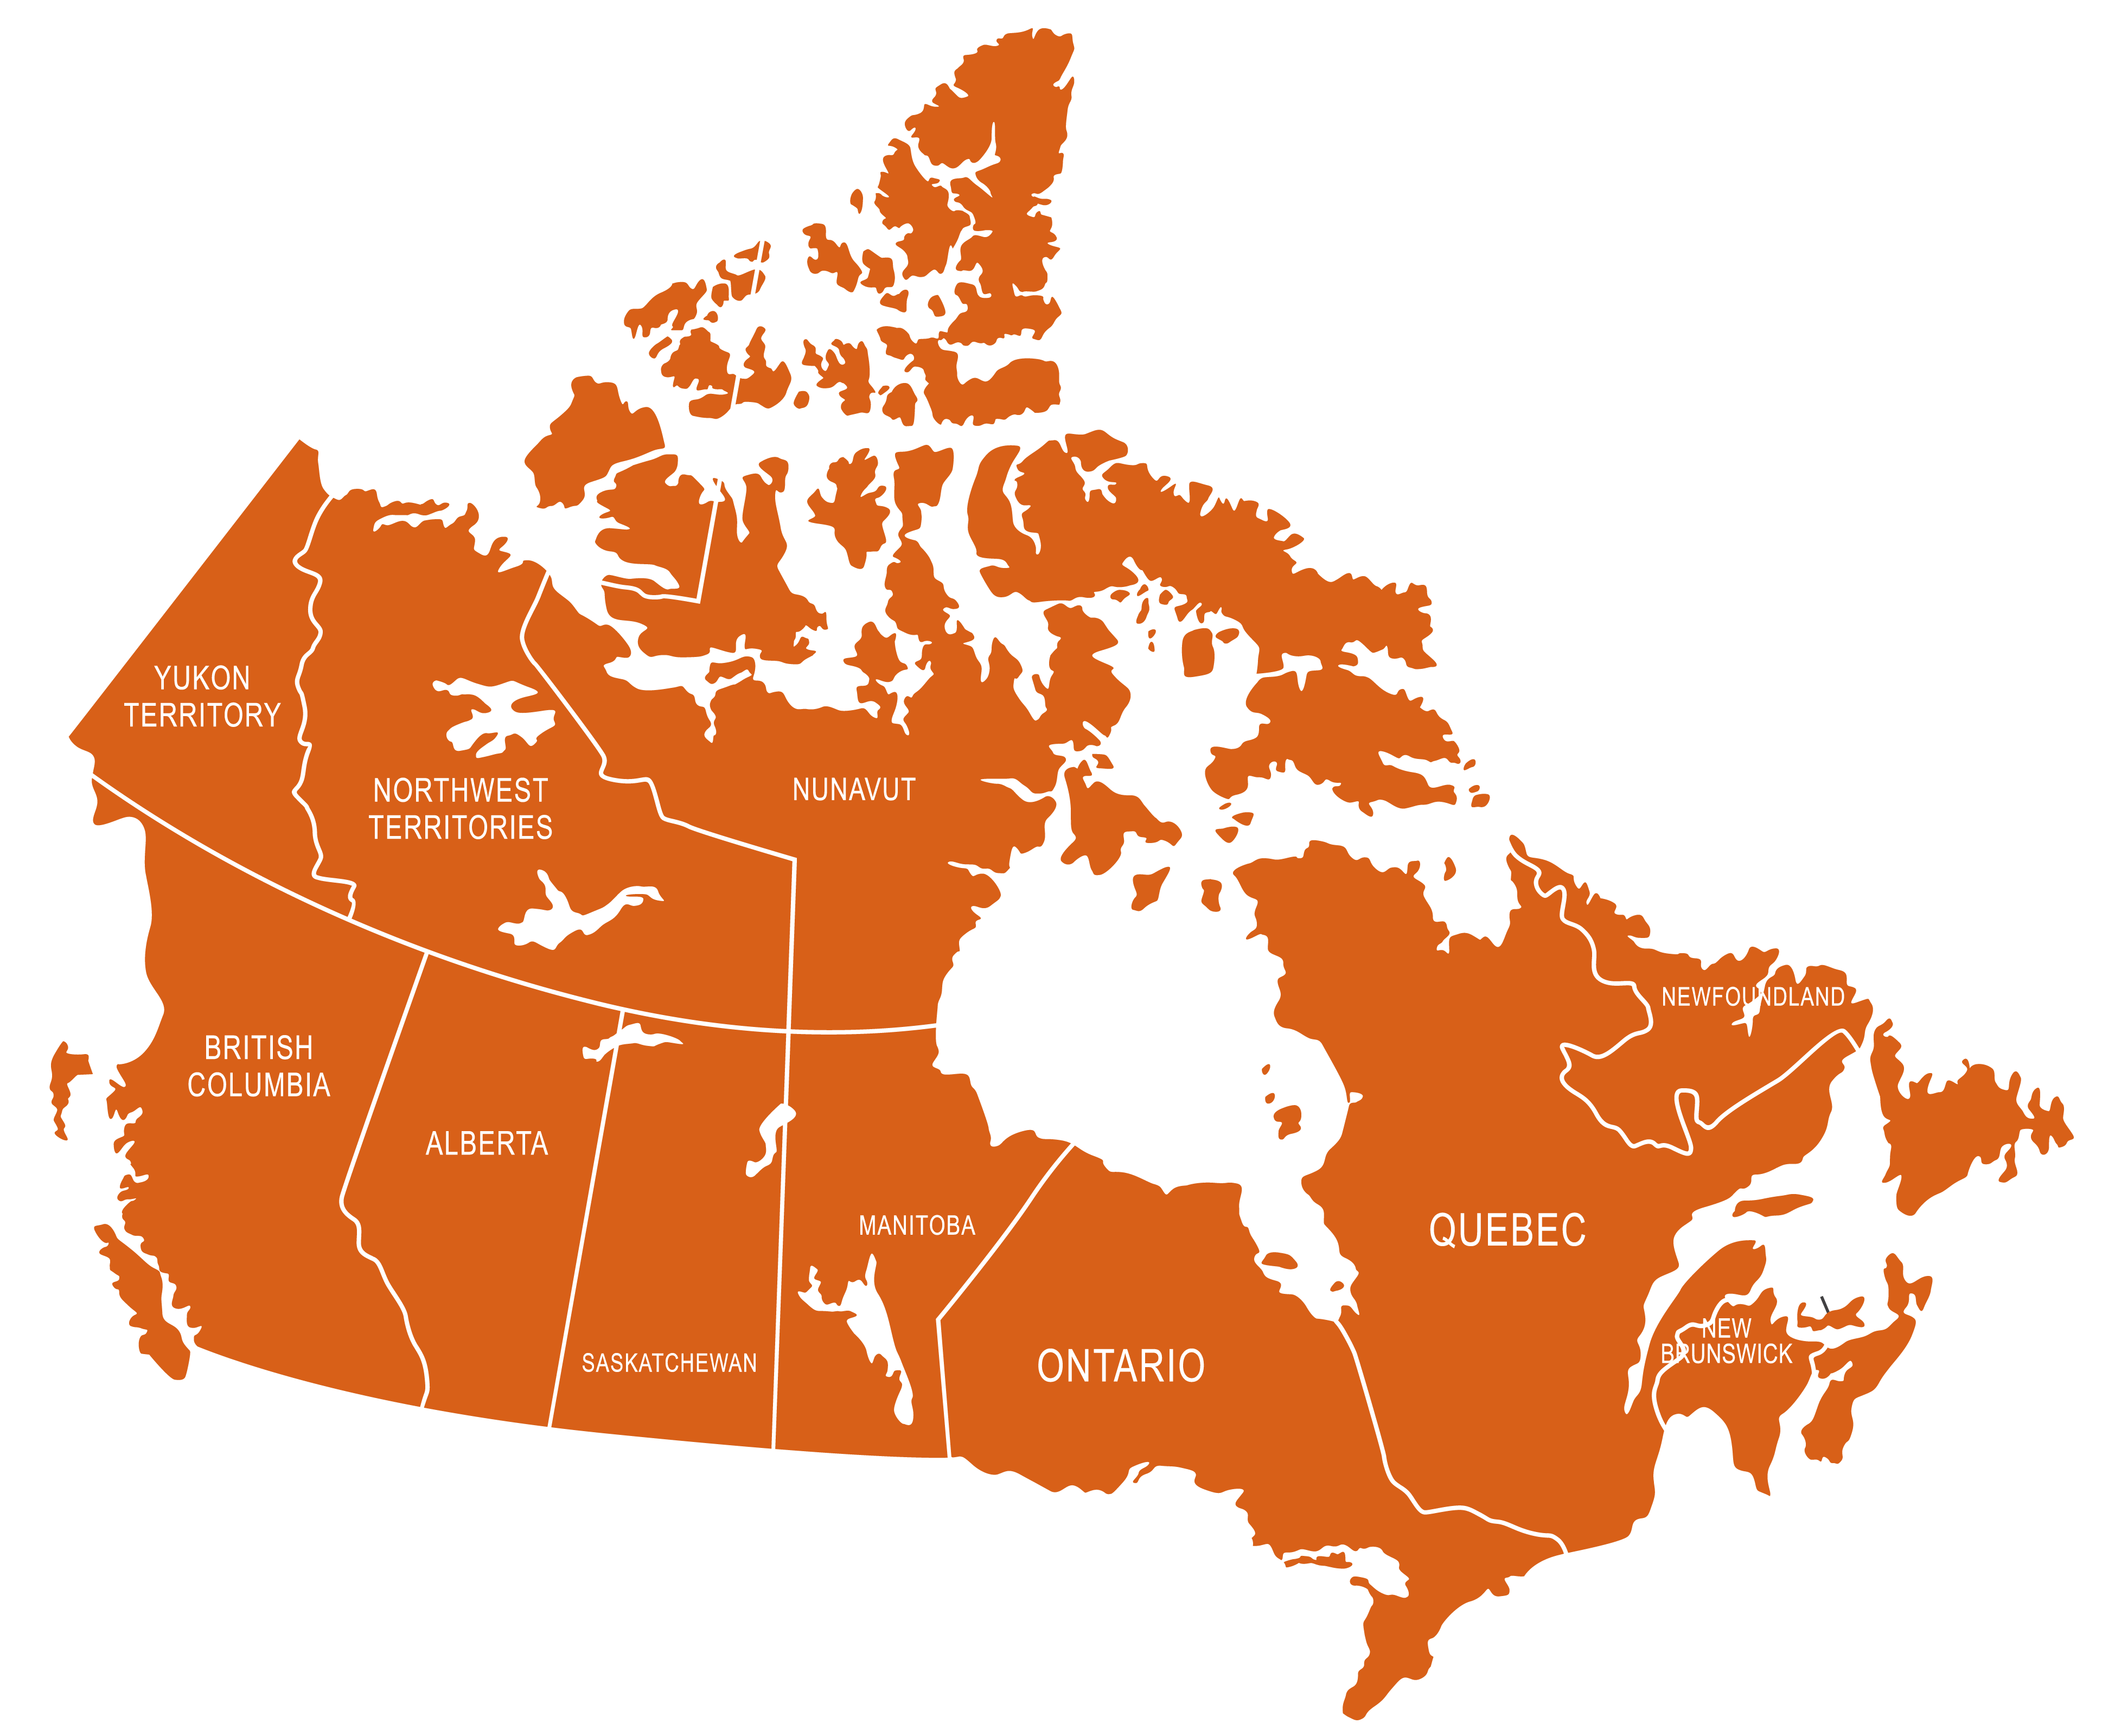 YUKON
TERRITORY
NORTHWEST
TERRITORIES
NUNAVUT
BRITISH
COLUMBIA
ALBERTA
SASKATCHEWAN
MANITOBA
ONTARIO
QUEBEC
NEWFOUNDLAND
NEW
BRUNSWICK